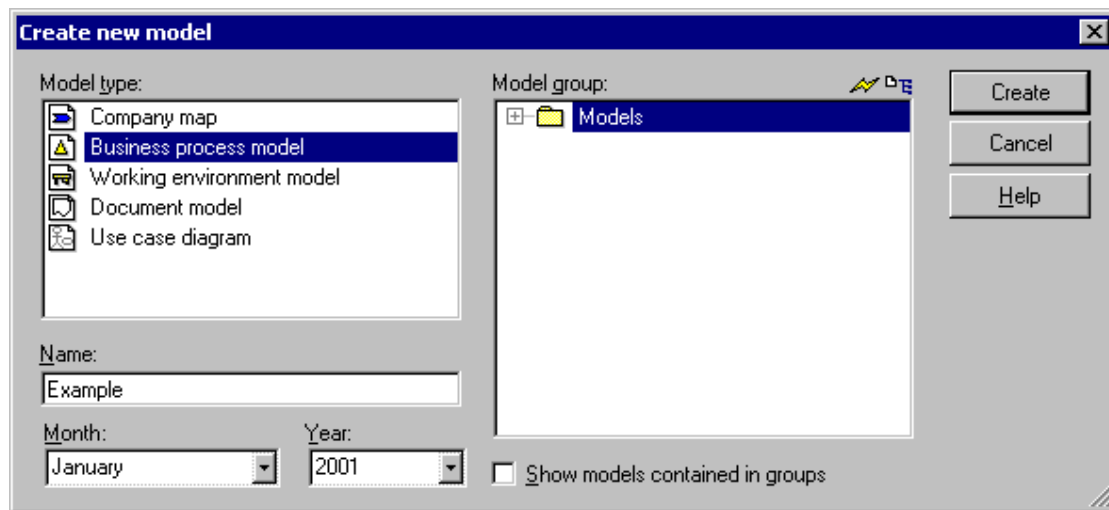 Create new model
Model type:
Company map
Business process model
Working environment model
Document model
Use case diagram
Name:
Example
Month:
January
Year:
2001
Model group:
Models
Show models contained in groups
Create
Cancel
Help